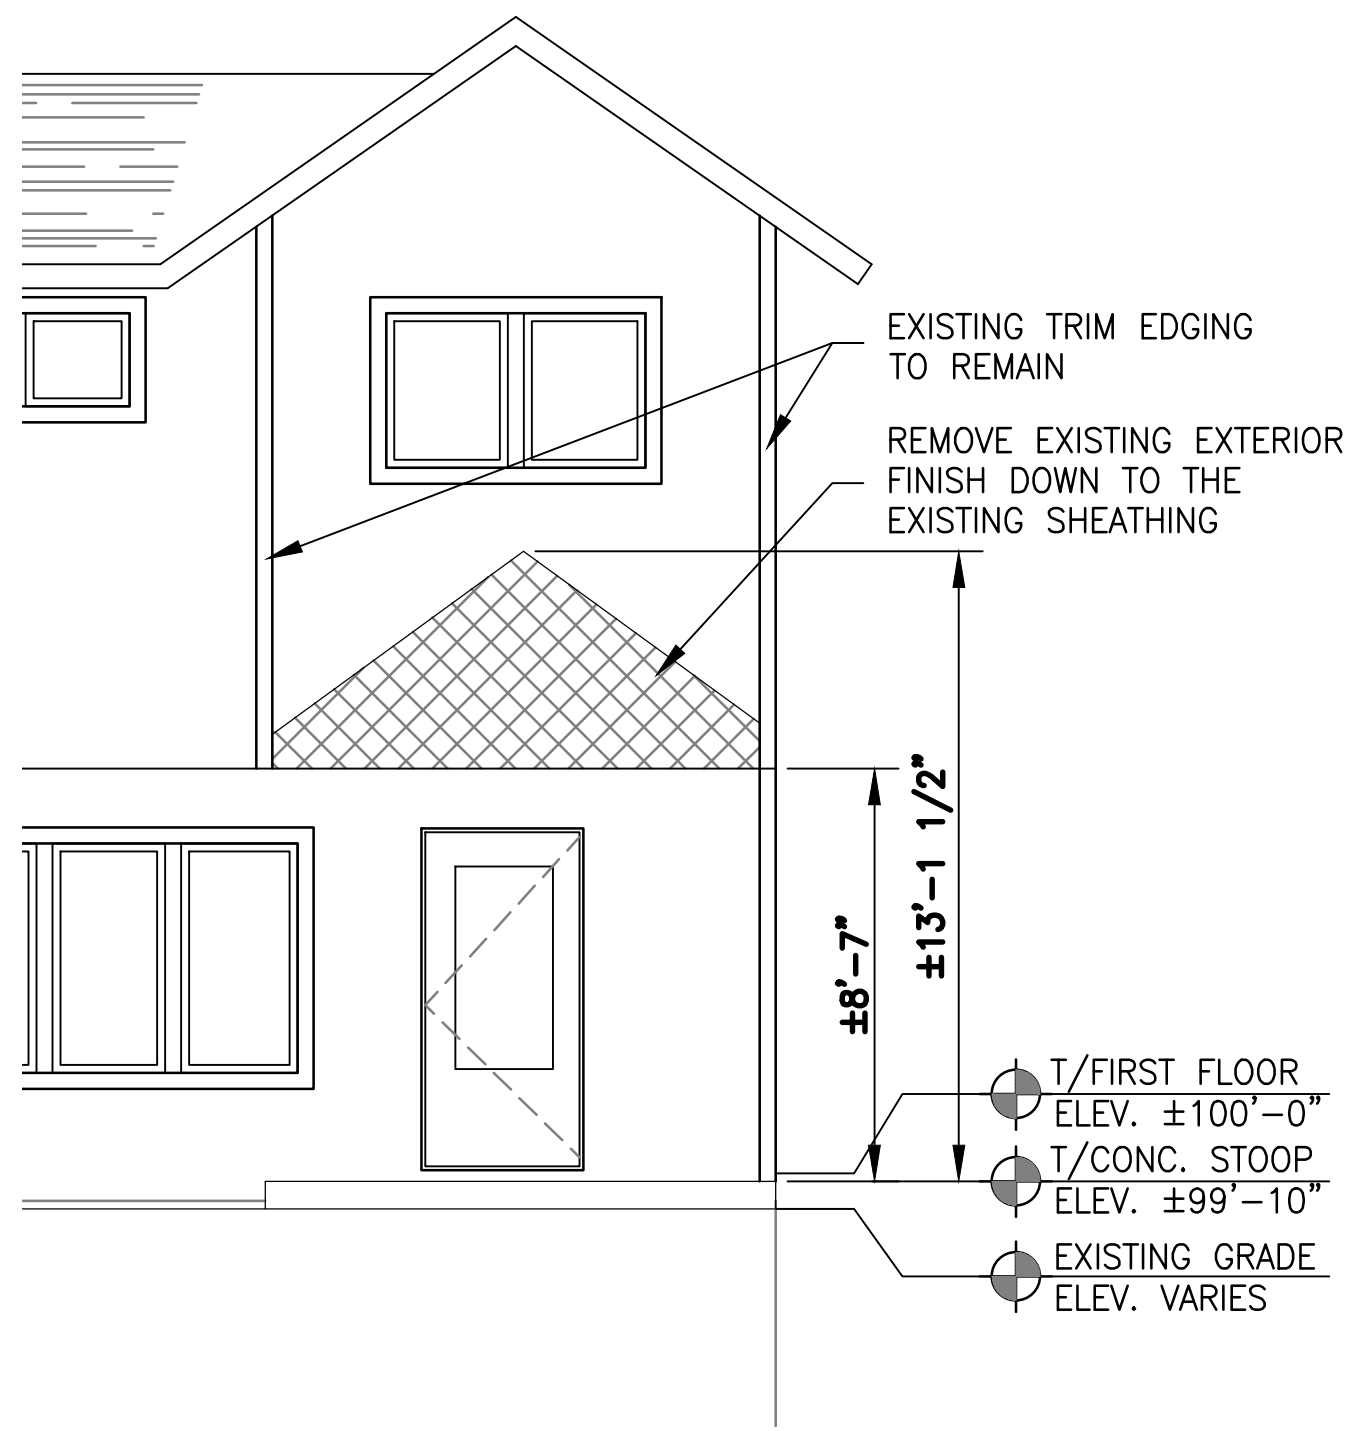 EXISTING TRIM EDGING
TO REMAIN
REMOVE EXISTING EXTERIOR
FINISH DOWN TO THE
EXISTING SHEATHING
±13'-1 1/2"
±8'-7"
T/FIRST FLOOR
ELEV. ±100'-0"
T/CONC. STOOP
ELEV. ±99'-10"
EXISTING GRADE
ELEV. VARIES